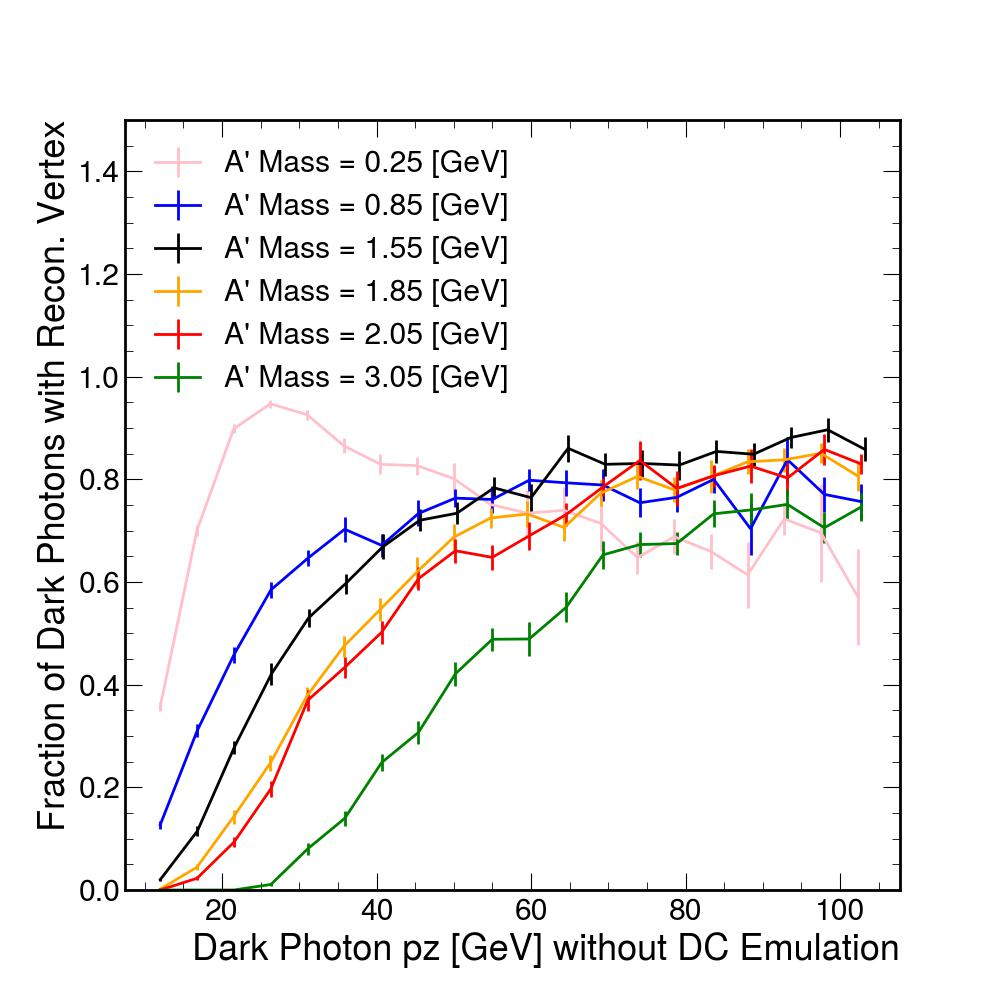 Fraction of Dark Photons with Recon. Vertex
1.4
1.2
1.0
0.8
0.6
0.4
0.2
0.0
A' Mass = 0.25 [GeV]
A' Mass = 0.85 [GeV]
A' Mass = 1.55 [GeV]
A' Mass = 1.85 [GeV]
A' Mass = 2.05 [GeV]
A' Mass = 3.05 [GeV]
20 40 60 80 100
Dark Photon pz [GeV] without DC Emulation